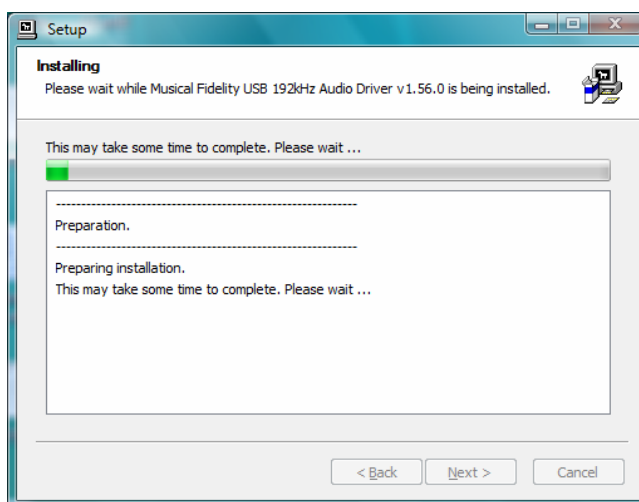 Setup
Installing
Please wait while Musical Fidelity USB 192kHz Audio Driver v1.56.0 is being installed.
This may take some time to complete. Please wait ...
------------------------------------------------------------
Preparation.
------------------------------------------------------------
Preparing installation.
This may take some time to complete. Please wait ...
< Back
Next >
Cancel